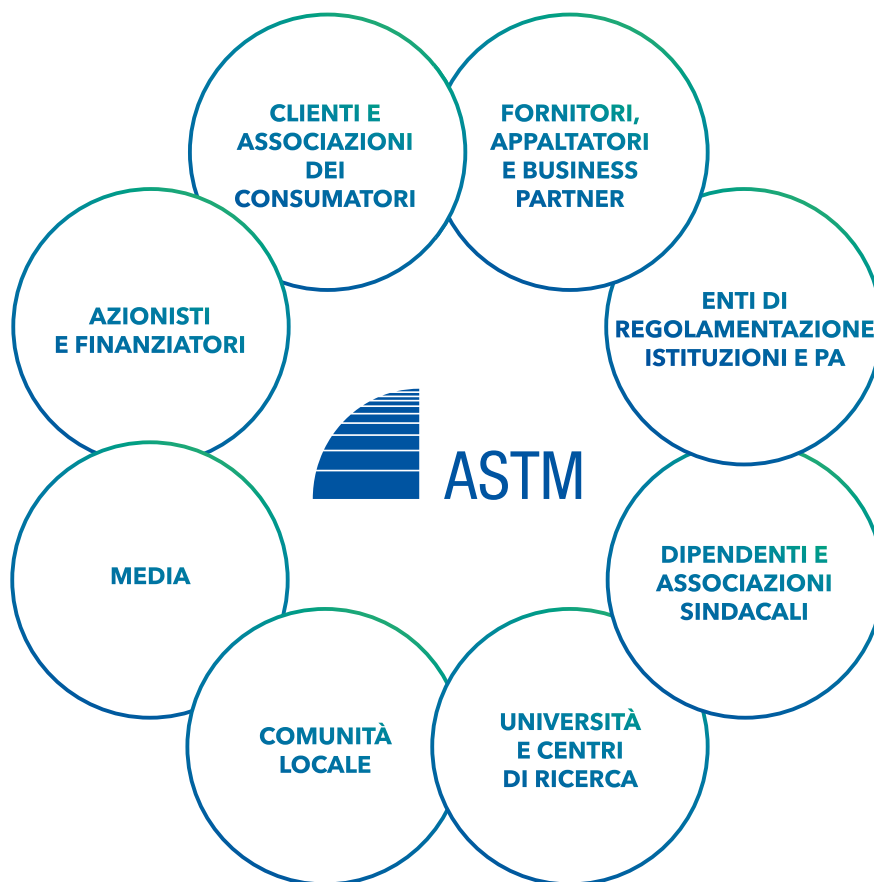 CLIENTI E
ASSOCIAZIONI
DEI
CONSUMATORI
FORNITORI,
APPALTATORI
E BUSINESS
PARTNER
ENTI DI
REGOLAMENTAZIONE
ISTITUZIONI E PA
DIPENDENTI E
ASSOCIAZIONI
SINDACALI
UNIVERSITÀ
E CENTRI
DI RICERCA
COMUNITÀ
LOCALE
MEDIA
AZIONISTI
E FINANZIATORI
ASTM